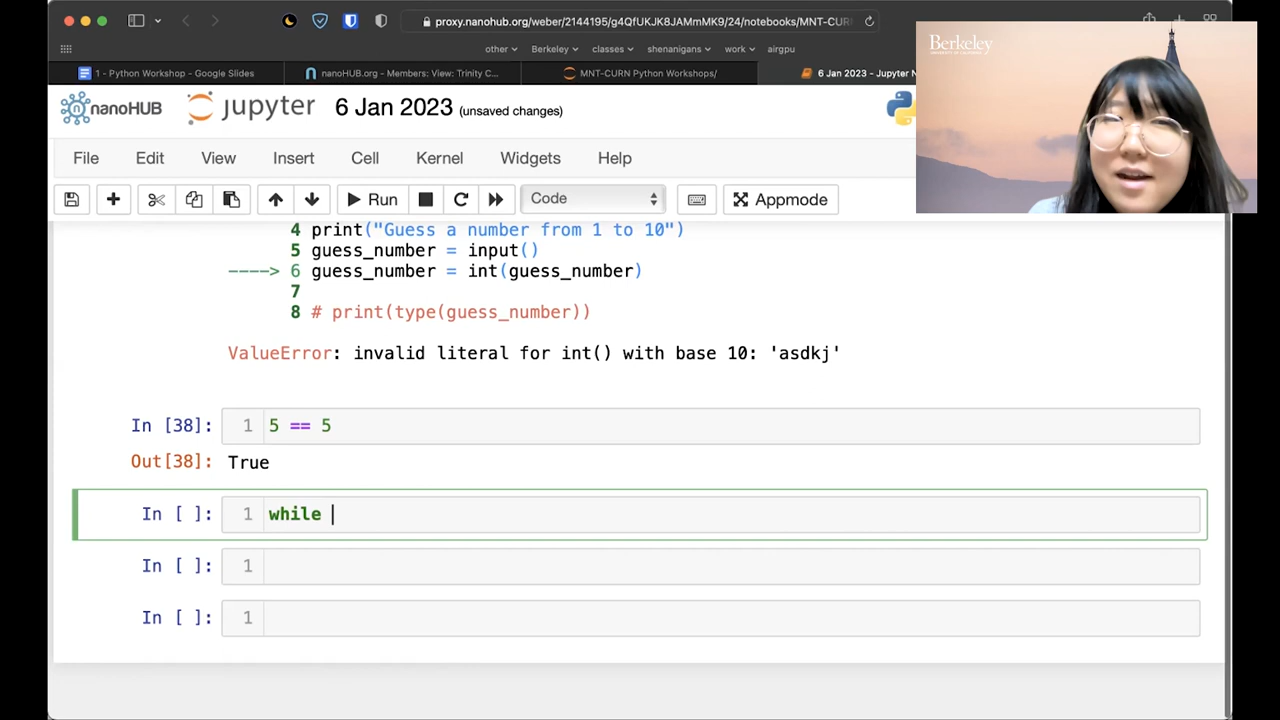 proxy.nanohub.org/weber/2144195/g4QfUKJK8JAMmMK9/24/notebooks/MNT-CURN
other Berkeley classes shenanigans work airgpu
1 - Python Workshop - Google Slides
nanoHUB.org - Members: View: Trinity C...
MNT-CURN Python Workshops/
6 Jan 2023 - Jupyter N
Berkeley
nanoHUB jupyter 6 Jan 2023 (unsaved changes)
File Edit View Insert Cell Kernel Widgets Help
Run Code Appmode
4 print("Guess a number from 1 to 10")
5 guess_number = input()
----> 6 guess_number = int(guess_number)
7
8 # print(type(guess_number))
ValueError: invalid literal for int() with base 10: 'asdkj'
In [38]: 1 5 == 5
Out[38]: True
In [ ]: 1 while
In [ ]: 1
In [ ]: 1